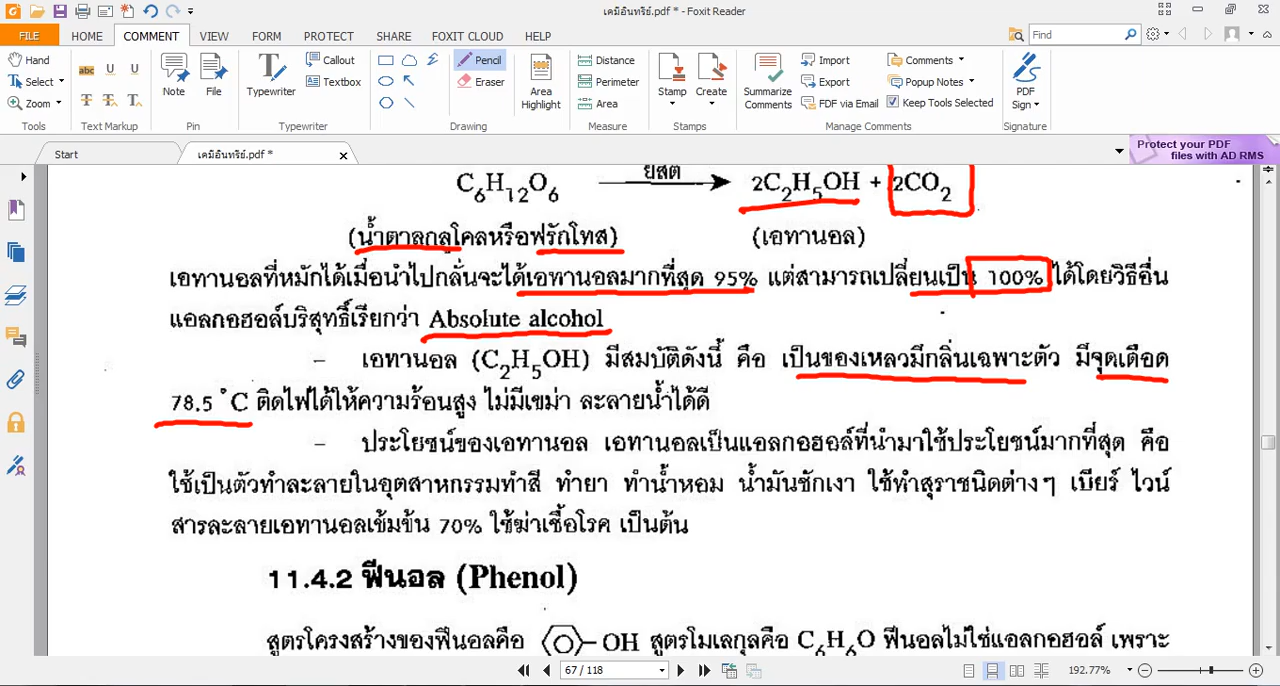 เคมีอินทรีย์.pdf * - Foxit Reader
FILE HOME COMMENT VIEW FORM PROTECT SHARE FOXIT CLOUD HELP Find
Hand
Select
Zoom
Tools
abc U U
T T T
Text Markup
Note File
Pin
Typewriter
Callout
Textbox
Typewriter
Pencil
Eraser
Drawing
Area Highlight
Distance
Perimeter
Area
Measure
Stamp Create
Stamps
Summarize Comments
Import
Export
FDF via Email
Comments
Popup Notes
Keep Tools Selected
Manage Comments
PDF Sign
Signature
Start เคมีอินทรีย์.pdf *
Protect your PDF
files with AD RMS
ยีสต์
C6H12O6 → 2C2H5OH + 2CO2
(น้ำตาลกลูโคสหรือฟรักโทส) (เอทานอล)
เอทานอลที่หมักได้เมื่อนำไปกลั่นจะได้เอทานอลมากที่สุด 95% แต่สามารถเปลี่ยนเป็น 100% ได้โดยวิธีอื่น
แอลกอฮอล์บริสุทธิ์เรียกว่า Absolute alcohol
– เอทานอล (C2H5OH) มีสมบัติดังนี้ คือ เป็นของเหลวมีกลิ่นเฉพาะตัว มีจุดเดือด
78.5 °C ติดไฟได้ให้ความร้อนสูง ไม่มีเขม่า ละลายน้ำได้ดี
– ประโยชน์ของเอทานอล เอทานอลเป็นแอลกอฮอล์ที่นำมาใช้ประโยชน์มากที่สุด คือ
ใช้เป็นตัวทำละลายในอุตสาหกรรมทำสี ทำยา ทำน้ำหอม น้ำมันชักเงา ใช้ทำสุราชนิดต่างๆ เบียร์ ไวน์
สารละลายเอทานอลเข้มข้น 70% ใช้ฆ่าเชื้อโรค เป็นต้น
11.4.2 ฟีนอล (Phenol)
สูตรโครงสร้างของฟีนอลคือ – OH สูตรโมเลกุลคือ C6H6O ฟีนอลไม่ใช่แอลกอฮอล์ เพราะ
67 / 118 192.77%